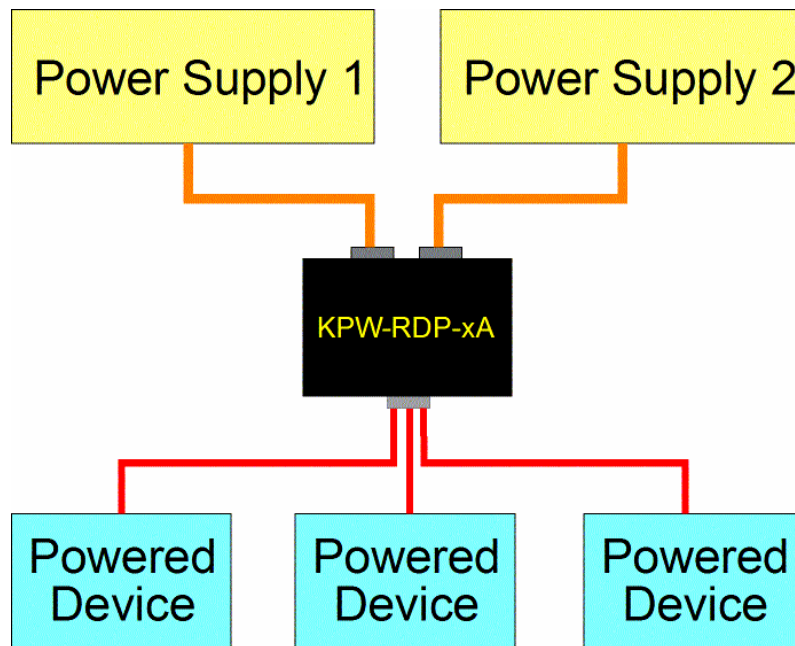 Power Supply 1
Power Supply 2
KPW-RDP-xA
Powered
Device
Powered
Device
Powered
Device